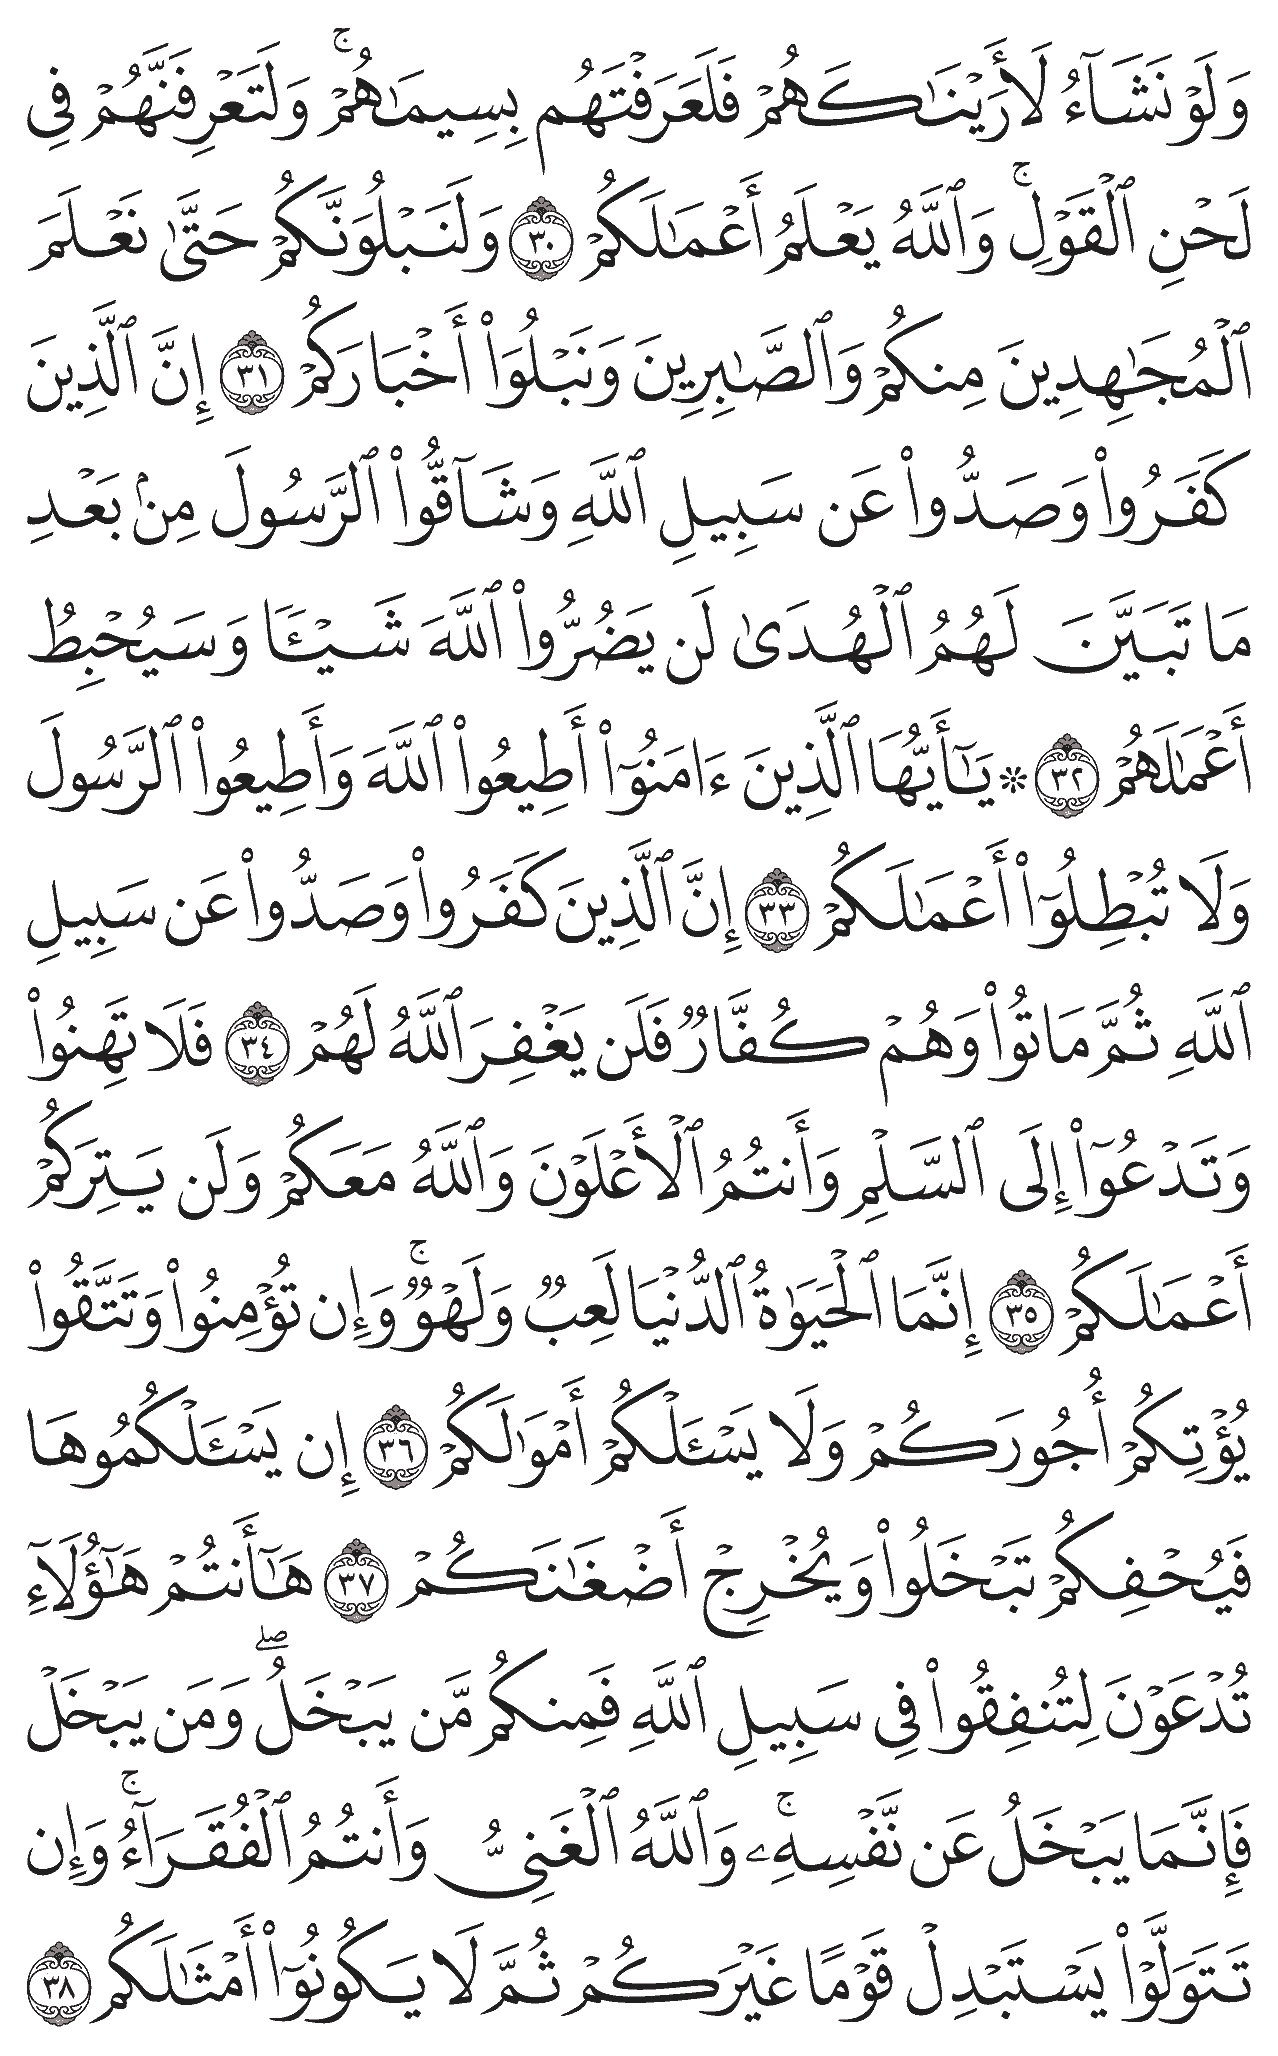 وَلَوۡ نَشَآءُ لَأَرَيۡنَٰكَهُمۡ فَلَعَرَفۡتَهُم بِسِيمَٰهُمۡۚ وَلَتَعۡرِفَنَّهُمۡ فِي
لَحۡنِ ٱلۡقَوۡلِۚ وَٱللَّهُ يَعۡلَمُ أَعۡمَٰلَكُمۡ ٣٠ وَلَنَبۡلُوَنَّكُمۡ حَتَّىٰ نَعۡلَمَ
ٱلۡمُجَٰهِدِينَ مِنكُمۡ وَٱلصَّٰبِرِينَ وَنَبۡلُوَاْ أَخۡبَارَكُمۡ ٣١ إِنَّ ٱلَّذِينَ
كَفَرُواْ وَصَدُّواْ عَن سَبِيلِ ٱللَّهِ وَشَآقُّواْ ٱلرَّسُولَ مِنۢ بَعۡدِ
مَا تَبَيَّنَ لَهُمُ ٱلۡهُدَىٰ لَن يَضُرُّواْ ٱللَّهَ شَيۡـٔٗا وَسَيُحۡبِطُ
أَعۡمَٰلَهُمۡ ٣٢ ۞ يَٰٓأَيُّهَا ٱلَّذِينَ ءَامَنُوٓاْ أَطِيعُواْ ٱللَّهَ وَأَطِيعُواْ ٱلرَّسُولَ
وَلَا تُبۡطِلُوٓاْ أَعۡمَٰلَكُمۡ ٣٣ إِنَّ ٱلَّذِينَ كَفَرُواْ وَصَدُّواْ عَن سَبِيلِ
ٱللَّهِ ثُمَّ مَاتُواْ وَهُمۡ كُفَّارٞ فَلَن يَغۡفِرَ ٱللَّهُ لَهُمۡ ٣٤ فَلَا تَهِنُواْ
وَتَدۡعُوٓاْ إِلَى ٱلسَّلۡمِ وَأَنتُمُ ٱلۡأَعۡلَوۡنَ وَٱللَّهُ مَعَكُمۡ وَلَن يَتِرَكُمۡ
أَعۡمَٰلَكُمۡ ٣٥ إِنَّمَا ٱلۡحَيَوٰةُ ٱلدُّنۡيَا لَعِبٞ وَلَهۡوٞۚ وَإِن تُؤۡمِنُواْ وَتَتَّقُواْ
يُؤۡتِكُمۡ أُجُورَكُمۡ وَلَا يَسۡـَٔلۡكُمۡ أَمۡوَٰلَكُمۡ ٣٦ إِن يَسۡـَٔلۡكُمُوهَا
فَيُحۡفِكُمۡ تَبۡخَلُواْ وَيُخۡرِجۡ أَضۡغَٰنَكُمۡ ٣٧ هَٰٓأَنتُمۡ هَٰٓؤُلَآءِ
تُدۡعَوۡنَ لِتُنفِقُواْ فِي سَبِيلِ ٱللَّهِ فَمِنكُم مَّن يَبۡخَلُۖ وَمَن يَبۡخَلۡ
فَإِنَّمَا يَبۡخَلُ عَن نَّفۡسِهِۦۚ وَٱللَّهُ ٱلۡغَنِيُّ وَأَنتُمُ ٱلۡفُقَرَآءُۚ وَإِن
تَتَوَلَّوۡاْ يَسۡتَبۡدِلۡ قَوۡمًا غَيۡرَكُمۡ ثُمَّ لَا يَكُونُوٓاْ أَمۡثَٰلَكُم ٣٨